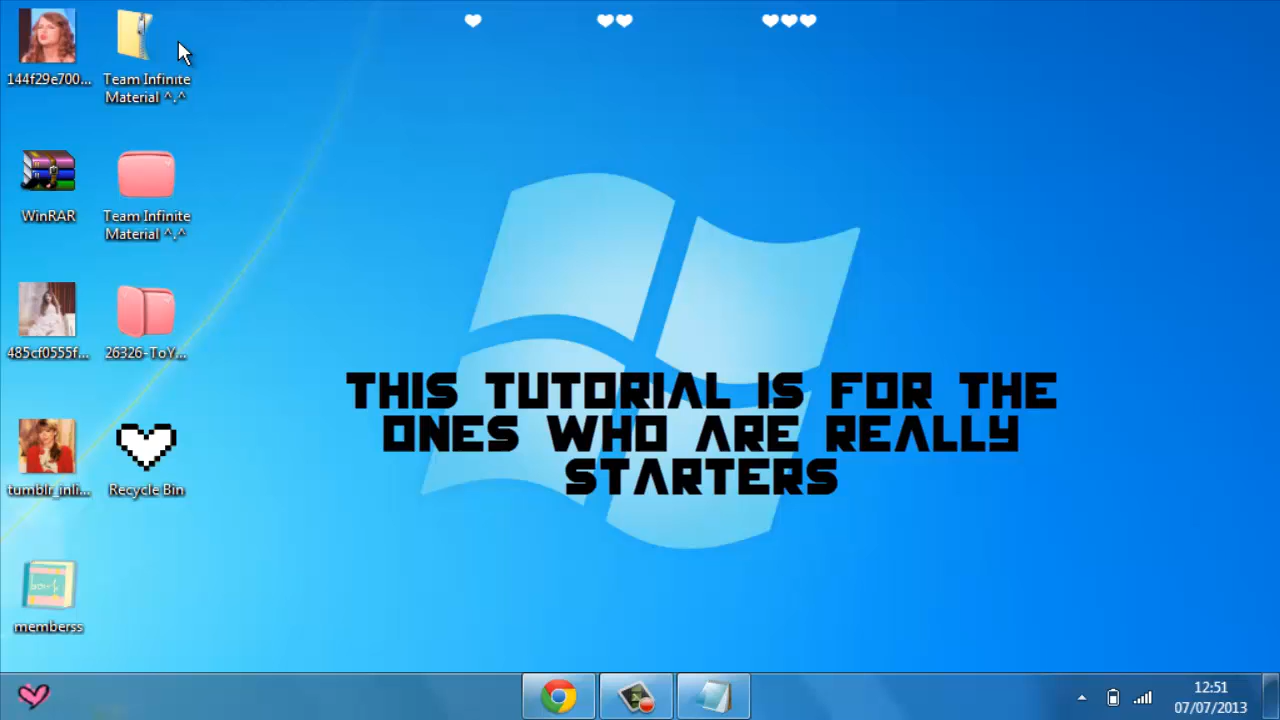 144f29e700...
Team Infinite
Material ^.^
WinRAR
Team Infinite
Material ^.^
485cf0555f...
26326-ToY...
tumblr_inli...
Recycle Bin
memberss
THIS TUTORIAL IS FOR THE
ONES WHO ARE REALLY
STARTERS
12:51
07/07/2013